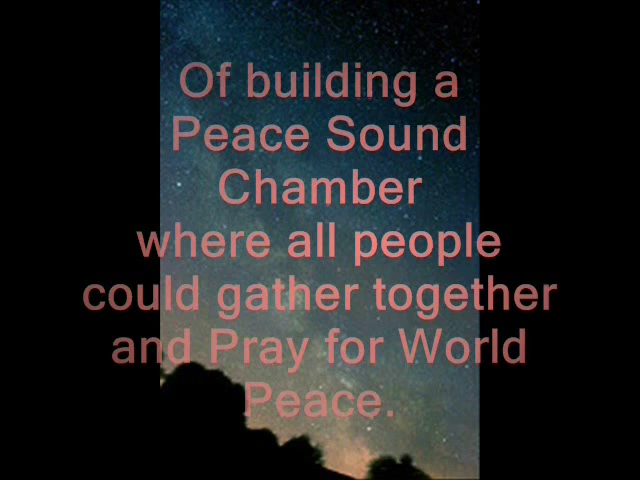 Of building a
Peace Sound
Chamber
where all people
could gather together
and Pray for World
Peace.